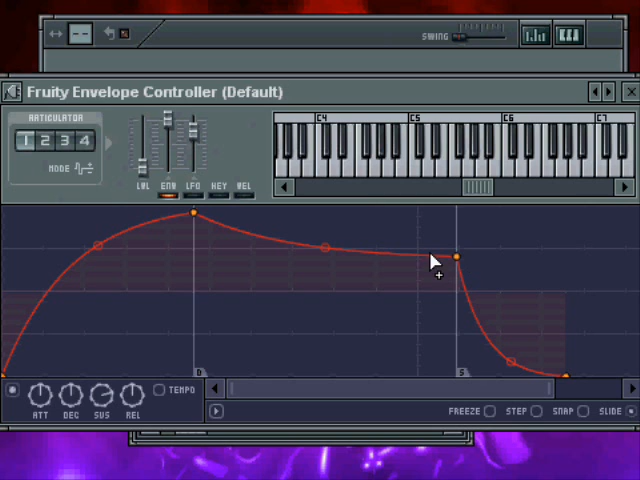 SWING
Fruity Envelope Controller (Default)
ARTICULATOR
1 2 3 4
MODE
LVL ENV LFO KEY VEL
C4 C5 C6 C7
D S
ATT DEC SUS REL
TEMPO
FREEZE STEP SNAP SLIDE